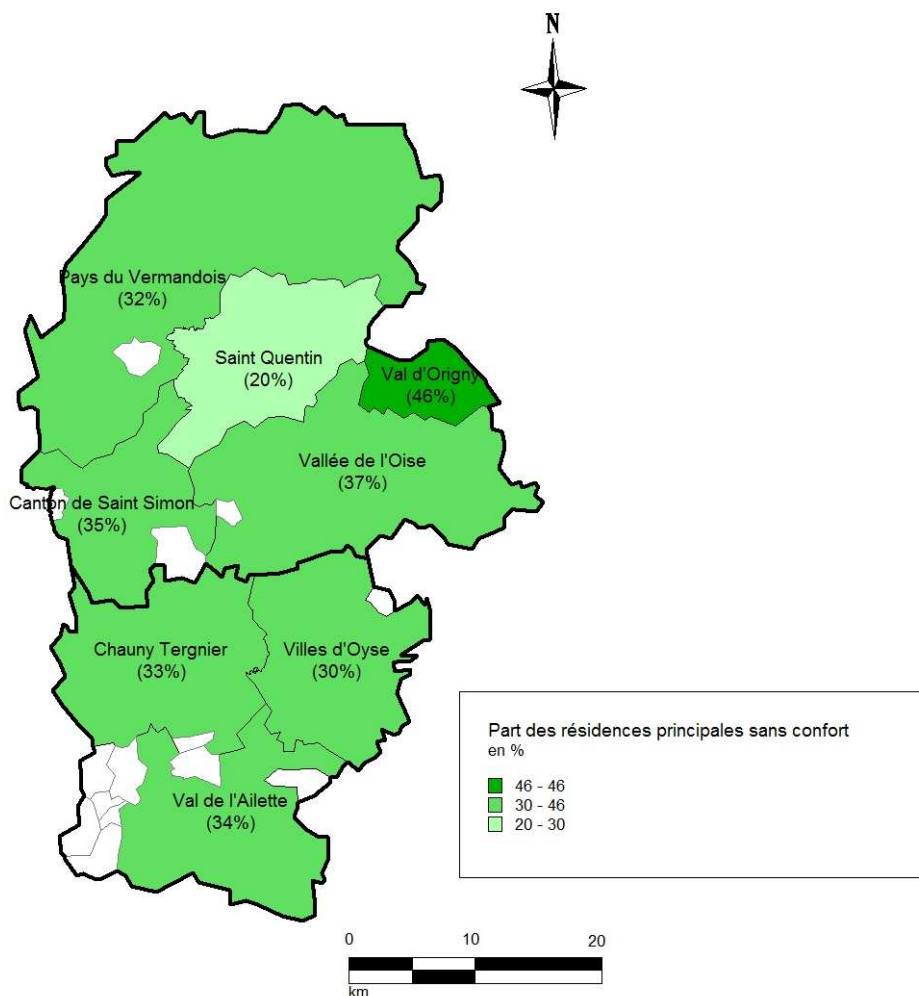 N
Pays du Vermandois
(32%)
Saint Quentin
(20%)
Val d'Origny
(46%)
Vallée de l'Oise
(37%)
Canton de Saint Simon
(35%)
Chauny Tergnier
(33%)
Villes d'Oyse
(30%)
Val de l'Ailette
(34%)
Part des résidences principales sans confort
en %
46 - 46
30 - 46
20 - 30
0 10 20
km